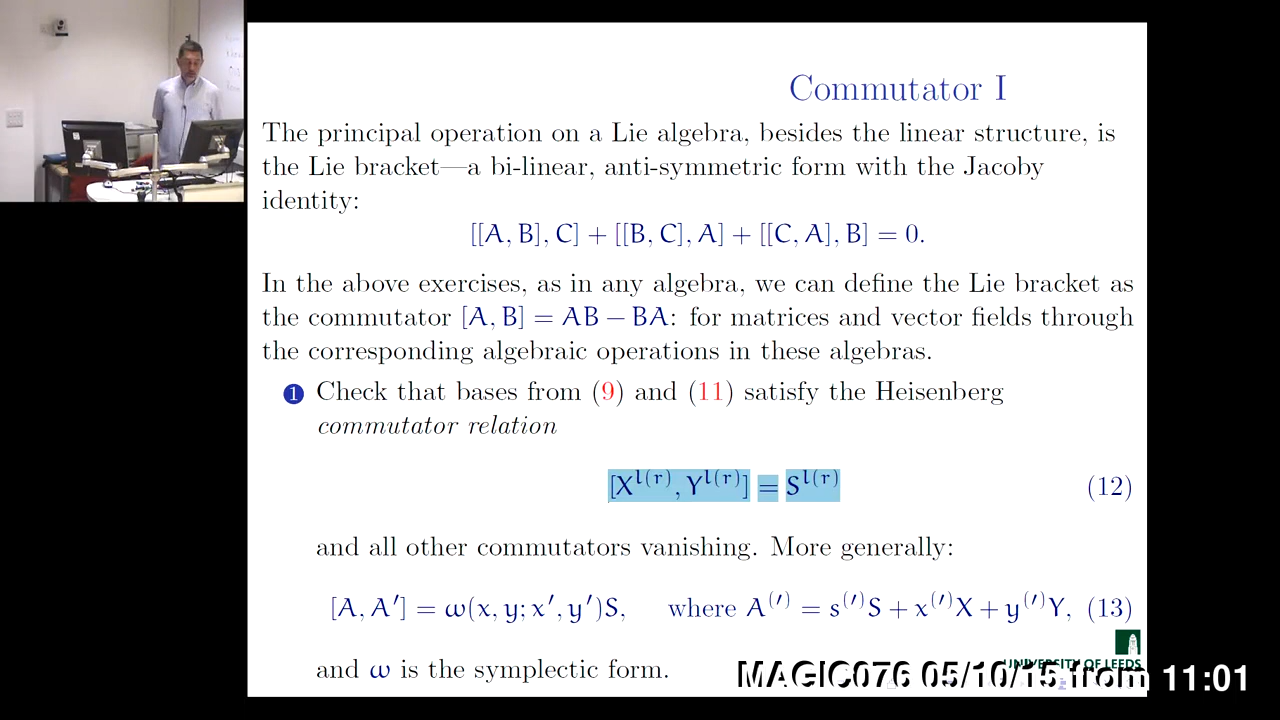 Commutator I
The principal operation on a Lie algebra, besides the linear structure, is
the Lie bracket—a bi-linear, anti-symmetric form with the Jacoby
identity:
[[A, B], C] + [[B, C], A] + [[C, A], B] = 0.
In the above exercises, as in any algebra, we can define the Lie bracket as
the commutator [A, B] = AB − BA: for matrices and vector fields through
the corresponding algebraic operations in these algebras.
1 Check that bases from (9) and (11) satisfy the Heisenberg
commutator relation
[X^{l(r)}, Y^{l(r)}] = S^{l(r)} (12)
and all other commutators vanishing. More generally:
[A, A′] = ω(x, y; x′, y′)S, where A^{(′)} = s^{(′)}S + x^{(′)}X + y^{(′)}Y, (13)
and ω is the symplectic form.
UNIVERSITY OF LEEDS
MAGIC076 05/10/15 from 11:01